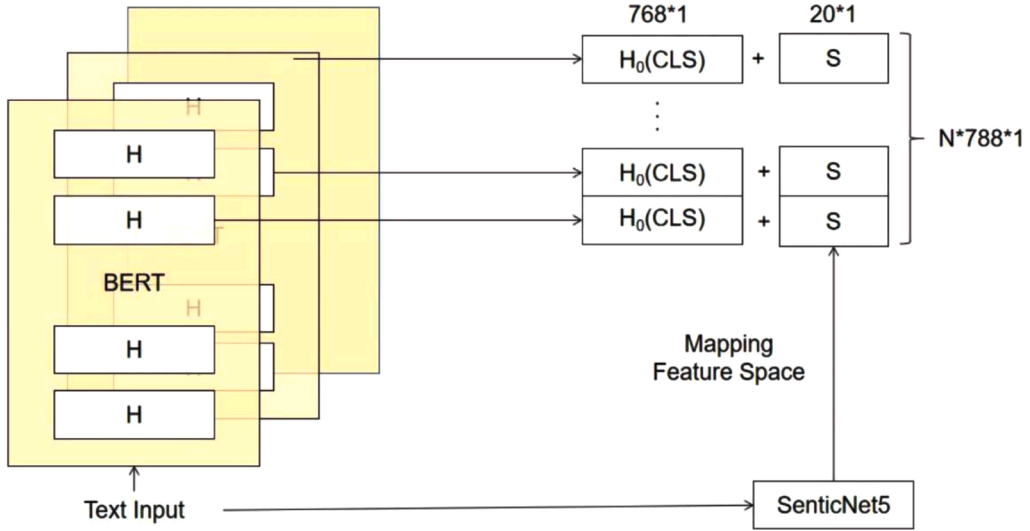 768*1 20*1
H₀(CLS) + S
H
H
N*788*1
H₀(CLS) + S
H
H₀(CLS) + S
BERT
H
H
Mapping
Feature Space
H
Text Input
SenticNet5